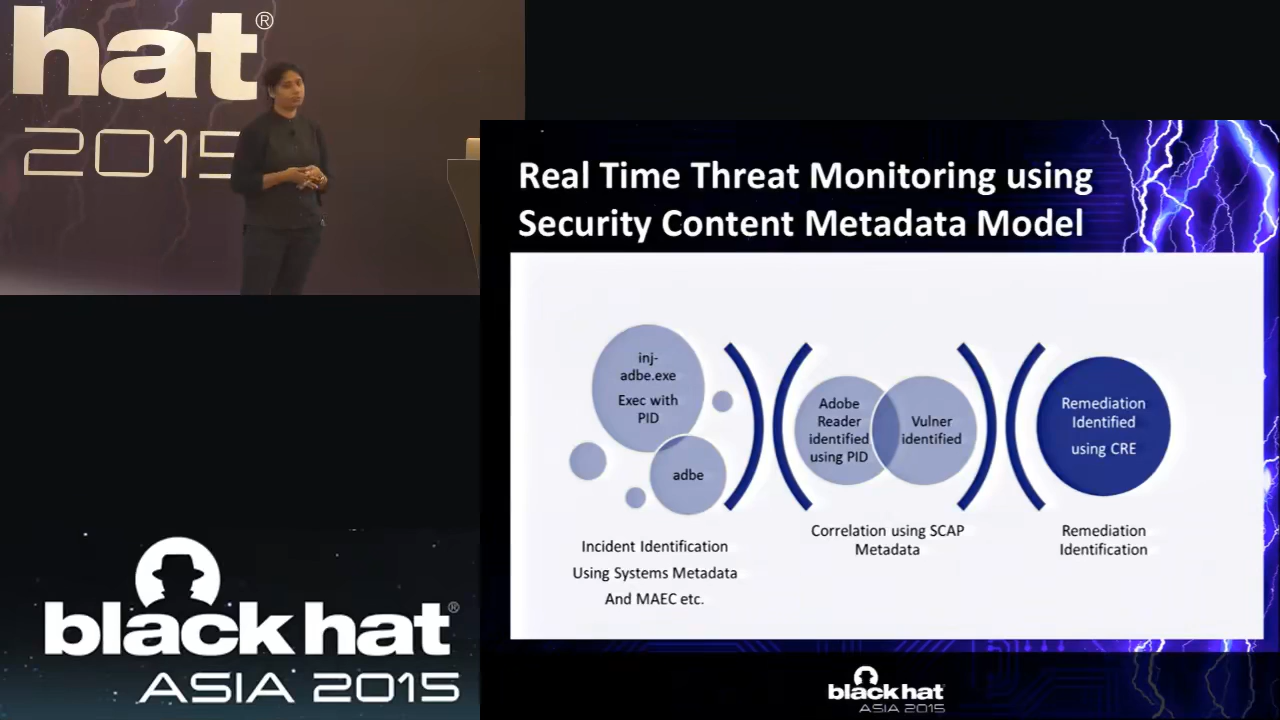 hat®
2015
Real Time Threat Monitoring using
Security Content Metadata Model
inj-
adbe.exe
Exec with
PID
adbe
Adobe
Reader
identified
using PID
Vulner
identified
Remediation
Identified
using CRE
Incident Identification
Using Systems Metadata
And MAEC etc.
Correlation using SCAP
Metadata
Remediation
Identification
black hat®
ASIA 2015
black hat
ASIA 2015